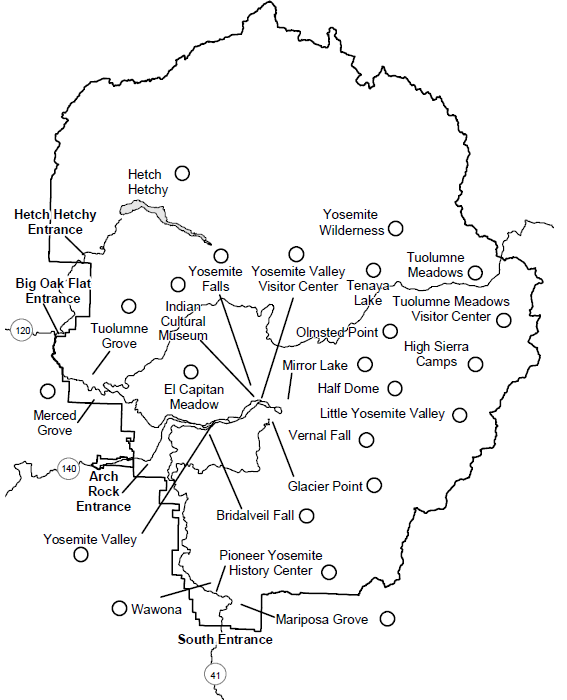 Hetch
Hetchy
Hetch Hetchy
Entrance
Yosemite
Wilderness
Big Oak Flat
Entrance
Yosemite
Falls
Yosemite Valley
Visitor Center
Tenaya
Lake
Tuolumne
Meadows
Indian
Cultural
Museum
Tuolumne Meadows
Visitor Center
120
Tuolumne
Grove
Olmsted Point
High Sierra
Camps
Mirror Lake
El Capitan
Meadow
Half Dome
Merced
Grove
Little Yosemite Valley
Vernal Fall
140
Arch
Rock
Entrance
Glacier Point
Bridalveil Fall
Yosemite Valley
Pioneer Yosemite
History Center
Wawona
Mariposa Grove
South Entrance
41